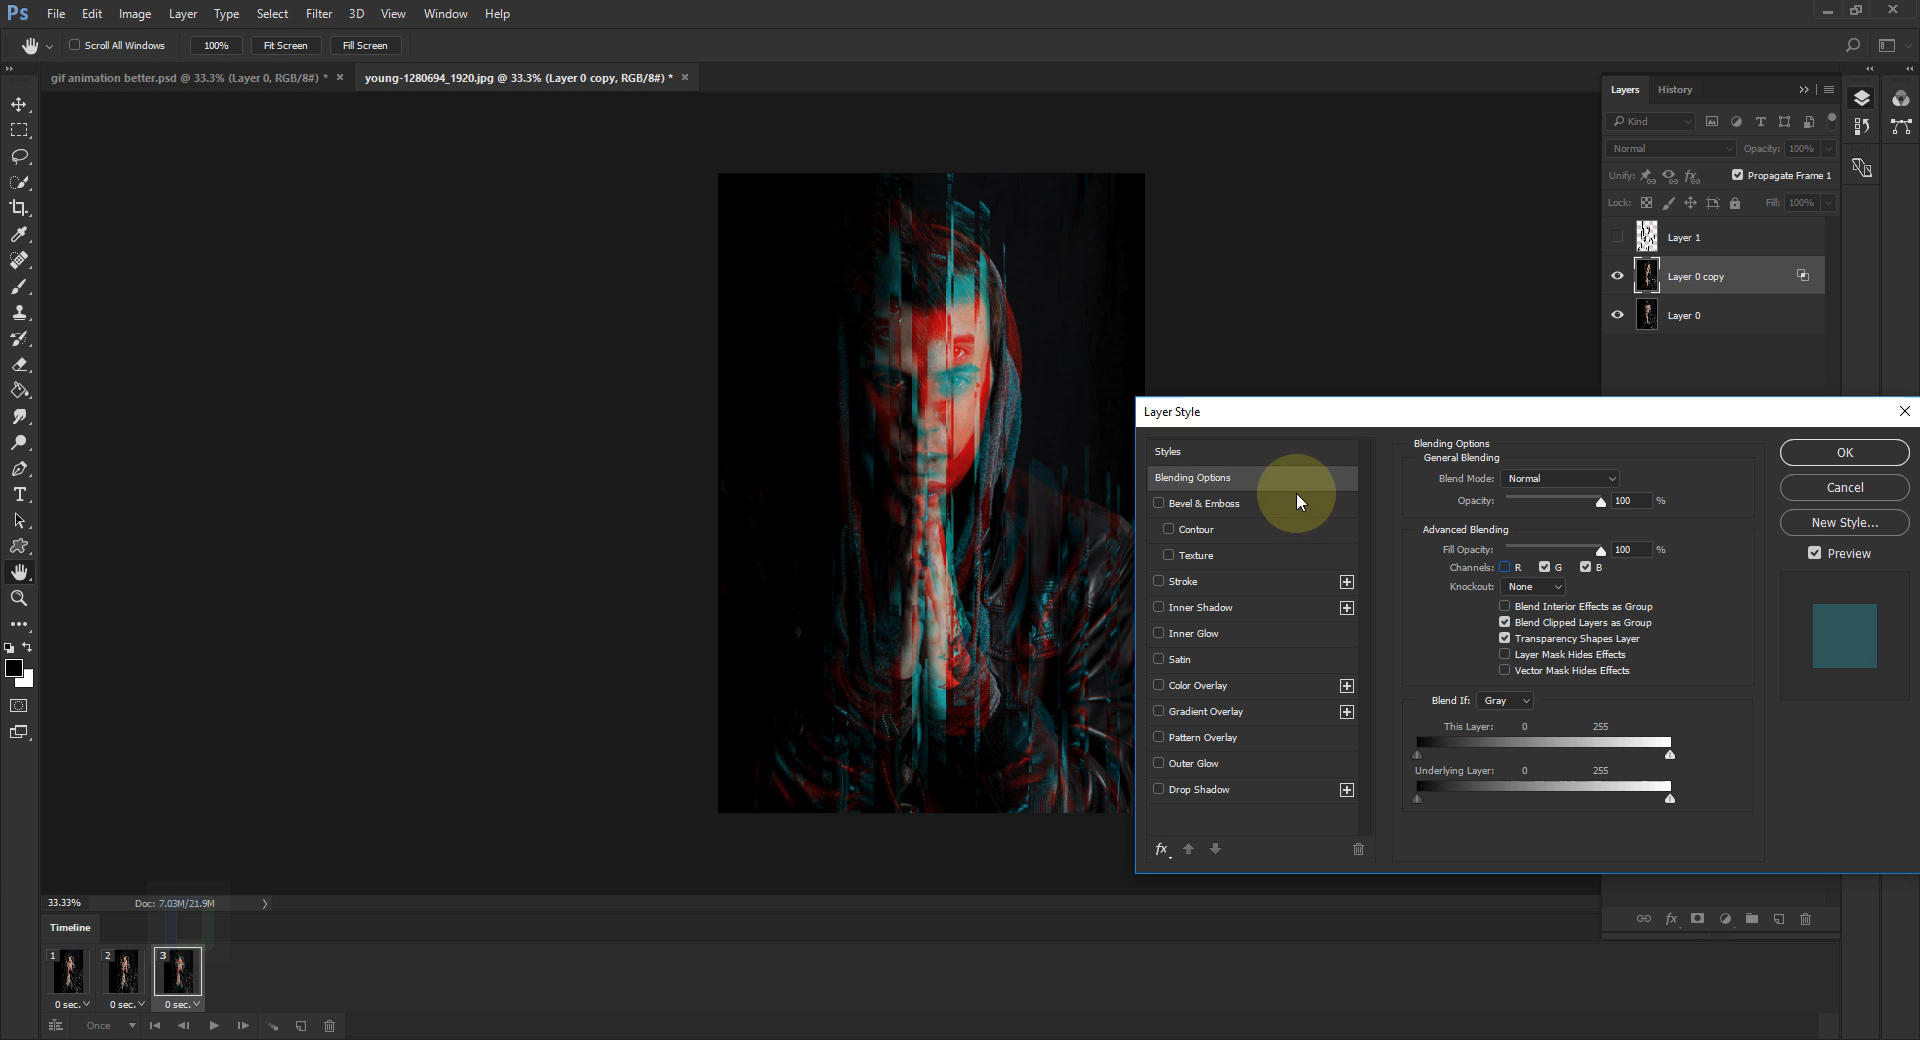 Ps File Edit Image Layer Type Select Filter 3D View Window Help
Scroll All Windows 100% Fit Screen Fill Screen
gif animation better.psd @ 33.3% (Layer 0, RGB/8#) * × young-1280694_1920.jpg @ 33.3% (Layer 0 copy, RGB/8#) * ×
Layers History
Kind
Normal Opacity: 100%
Unify: Propagate Frame 1
Lock: Fill: 100%
Layer 1
Layer 0 copy
Layer 0
Layer Style
Styles
Blending Options
Bevel & Emboss
Contour
Texture
Stroke
Inner Shadow
Inner Glow
Satin
Color Overlay
Gradient Overlay
Pattern Overlay
Outer Glow
Drop Shadow
fx
Blending Options
General Blending
Blend Mode: Normal
Opacity: 100 %
Advanced Blending
Fill Opacity: 100 %
Channels: R G B
Knockout: None
Blend Interior Effects as Group
Blend Clipped Layers as Group
Transparency Shapes Layer
Layer Mask Hides Effects
Vector Mask Hides Effects
Blend If: Gray
This Layer: 0 255
Underlying Layer: 0 255
OK
Cancel
New Style...
Preview
33.33% Doc: 7.03M/21.9M
Timeline
1 2 3
0 sec. 0 sec. 0 sec.
Once